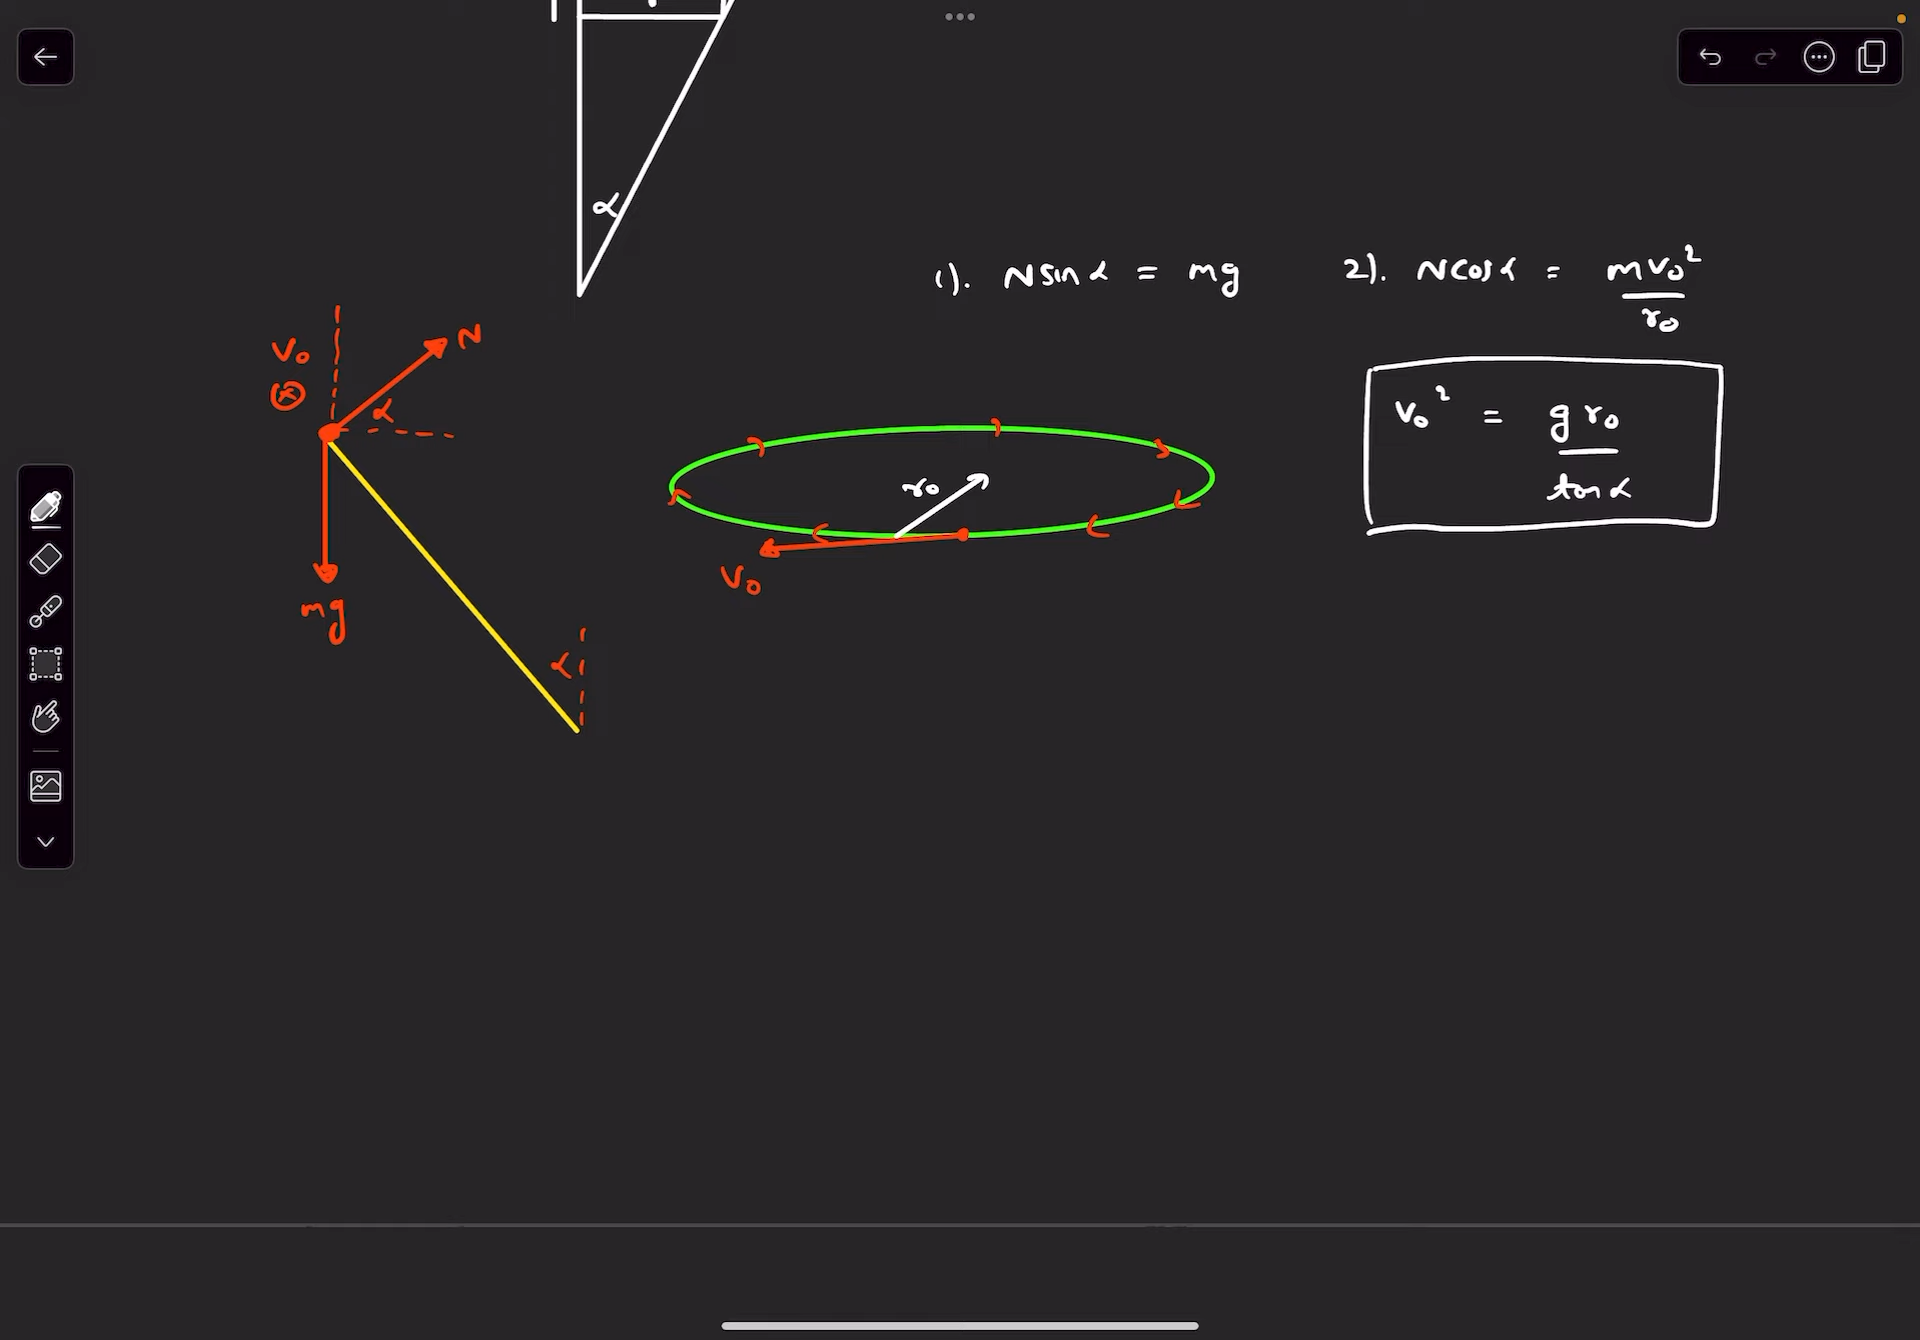 α
1). N sin α = mg
2). N cos α = mv₀² / r₀
v₀² = g r₀ / tan α
N
V₀
α
mg
α
r₀
V₀